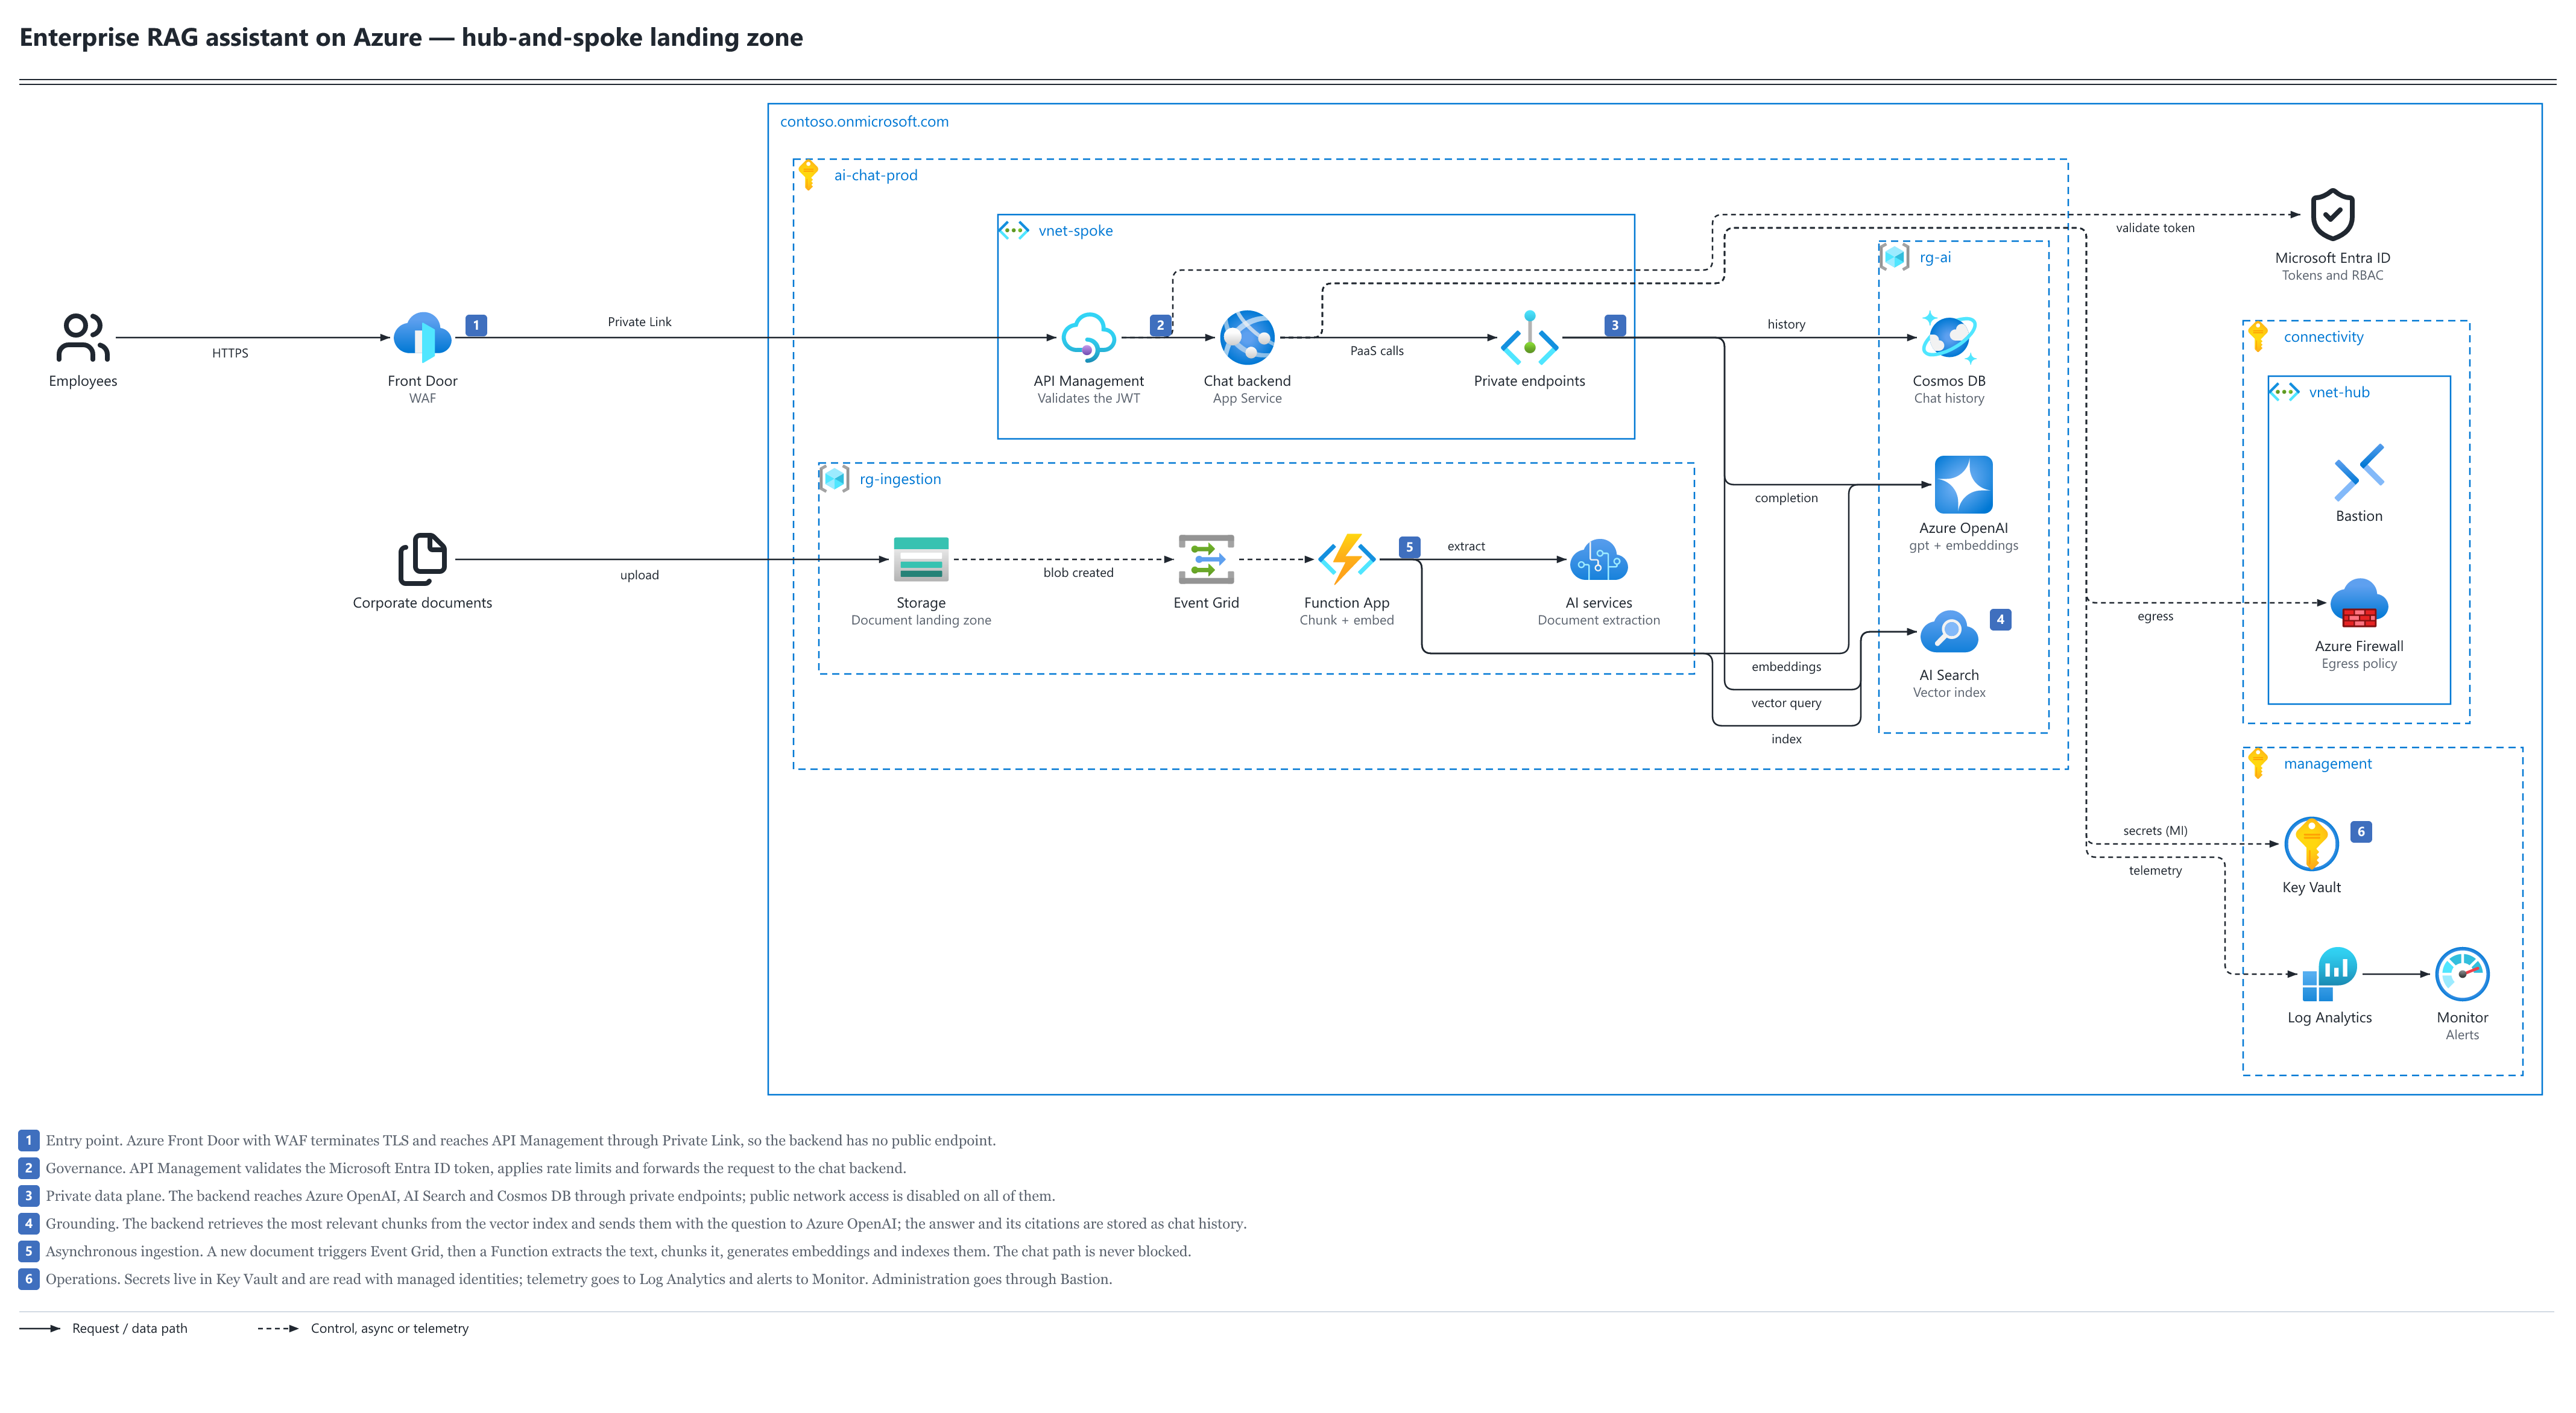 Enterprise RAG assistant on Azure — hub-and-spoke landing zone
contoso.onmicrosoft.com
ai-chat-prod
vnet-spoke
validate token
Microsoft Entra ID
Tokens and RBAC
rg-ai
Employees
HTTPS
Front Door
WAF
1
Private Link
API Management
Validates the JWT
2
Chat backend
App Service
PaaS calls
Private endpoints
3
history
Cosmos DB
Chat history
connectivity
vnet-hub
Bastion
rg-ingestion
completion
Azure OpenAI
gpt + embeddings
Corporate documents
upload
Storage
Document landing zone
blob created
Event Grid
Function App
Chunk + embed
5
extract
AI services
Document extraction
embeddings
vector query
index
4
AI Search
Vector index
egress
Azure Firewall
Egress policy
management
secrets (MI)
6
Key Vault
telemetry
Log Analytics
Monitor
Alerts
1 Entry point. Azure Front Door with WAF terminates TLS and reaches API Management through Private Link, so the backend has no public endpoint.
2 Governance. API Management validates the Microsoft Entra ID token, applies rate limits and forwards the request to the chat backend.
3 Private data plane. The backend reaches Azure OpenAI, AI Search and Cosmos DB through private endpoints; public network access is disabled on all of them.
4 Grounding. The backend retrieves the most relevant chunks from the vector index and sends them with the question to Azure OpenAI; the answer and its citations are stored as chat history.
5 Asynchronous ingestion. A new document triggers Event Grid, then a Function extracts the text, chunks it, generates embeddings and indexes them. The chat path is never blocked.
6 Operations. Secrets live in Key Vault and are read with managed identities; telemetry goes to Log Analytics and alerts to Monitor. Administration goes through Bastion.
Request / data path
Control, async or telemetry